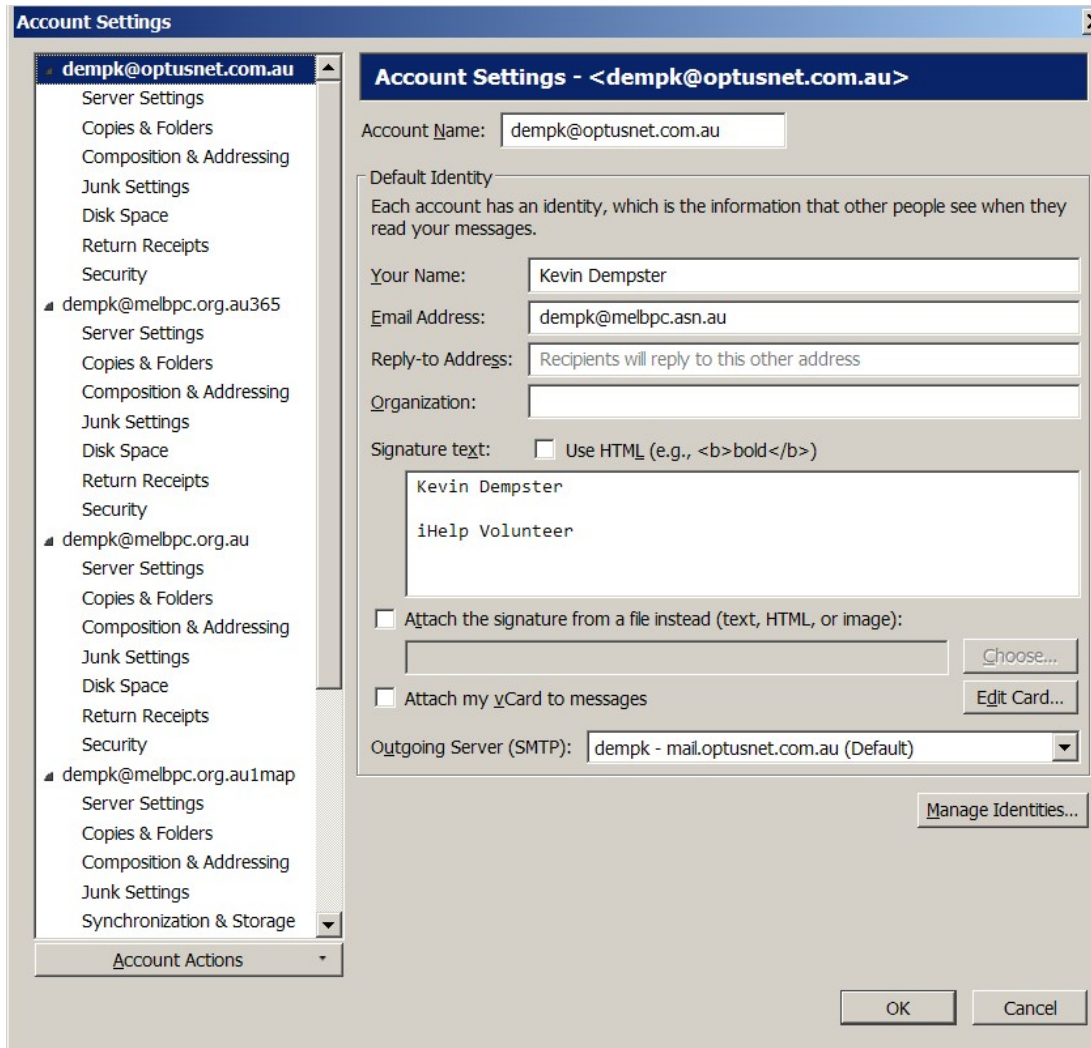 Account Settings
dempk@optusnet.com.au
Server Settings
Copies & Folders
Composition & Addressing
Junk Settings
Disk Space
Return Receipts
Security
dempk@melbpc.org.au365
Server Settings
Copies & Folders
Composition & Addressing
Junk Settings
Disk Space
Return Receipts
Security
dempk@melbpc.org.au
Server Settings
Copies & Folders
Composition & Addressing
Junk Settings
Disk Space
Return Receipts
Security
dempk@melbpc.org.au1map
Server Settings
Copies & Folders
Composition & Addressing
Junk Settings
Synchronization & Storage
Account Actions
Account Settings - <dempk@optusnet.com.au>
Account Name: dempk@optusnet.com.au
Default Identity
Each account has an identity, which is the information that other people see when they
read your messages.
Your Name: Kevin Dempster
Email Address: dempk@melbpc.asn.au
Reply-to Address: Recipients will reply to this other address
Organization:
Signature text: Use HTML (e.g., <b>bold</b>)
Kevin Dempster
iHelp Volunteer
Attach the signature from a file instead (text, HTML, or image):
Choose...
Attach my vCard to messages
Edit Card...
Outgoing Server (SMTP): dempk - mail.optusnet.com.au (Default)
Manage Identities...
OK Cancel